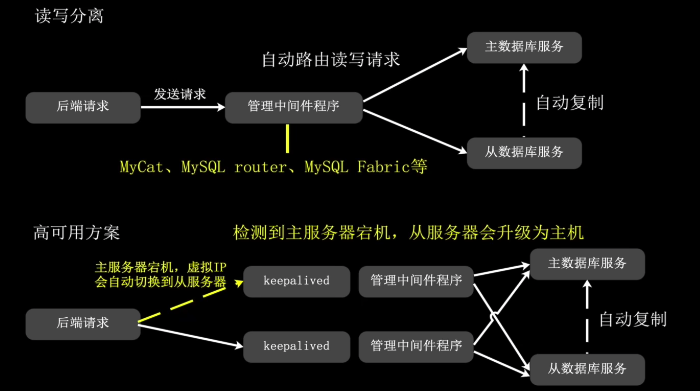 读写分离
自动路由读写请求
主数据库服务
后端请求
发送请求
管理中间件程序
自动复制
从数据库服务
MyCat、MySQL router、MySQL Fabric等
高可用方案
检测到主服务器宕机，从服务器会升级为主机
主服务器宕机，虚拟IP
会自动切换到从服务器
keepalived
管理中间件程序
主数据库服务
后端请求
自动复制
keepalived
管理中间件程序
从数据库服务